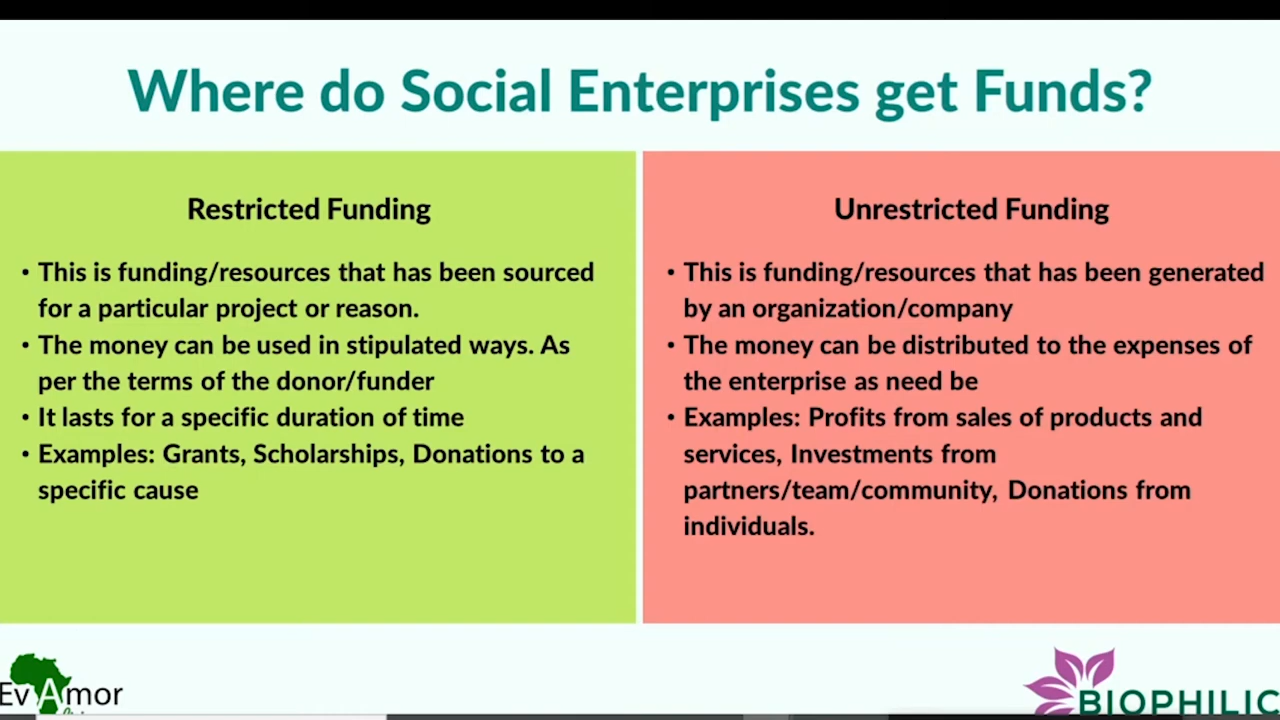 Where do Social Enterprises get Funds?
Restricted Funding
• This is funding/resources that has been sourced
for a particular project or reason.
• The money can be used in stipulated ways. As
per the terms of the donor/funder
• It lasts for a specific duration of time
• Examples: Grants, Scholarships, Donations to a
specific cause
Unrestricted Funding
• This is funding/resources that has been generated
by an organization/company
• The money can be distributed to the expenses of
the enterprise as need be
• Examples: Profits from sales of products and
services, Investments from
partners/team/community, Donations from
individuals.
Ev Amor
BIOPHILIC